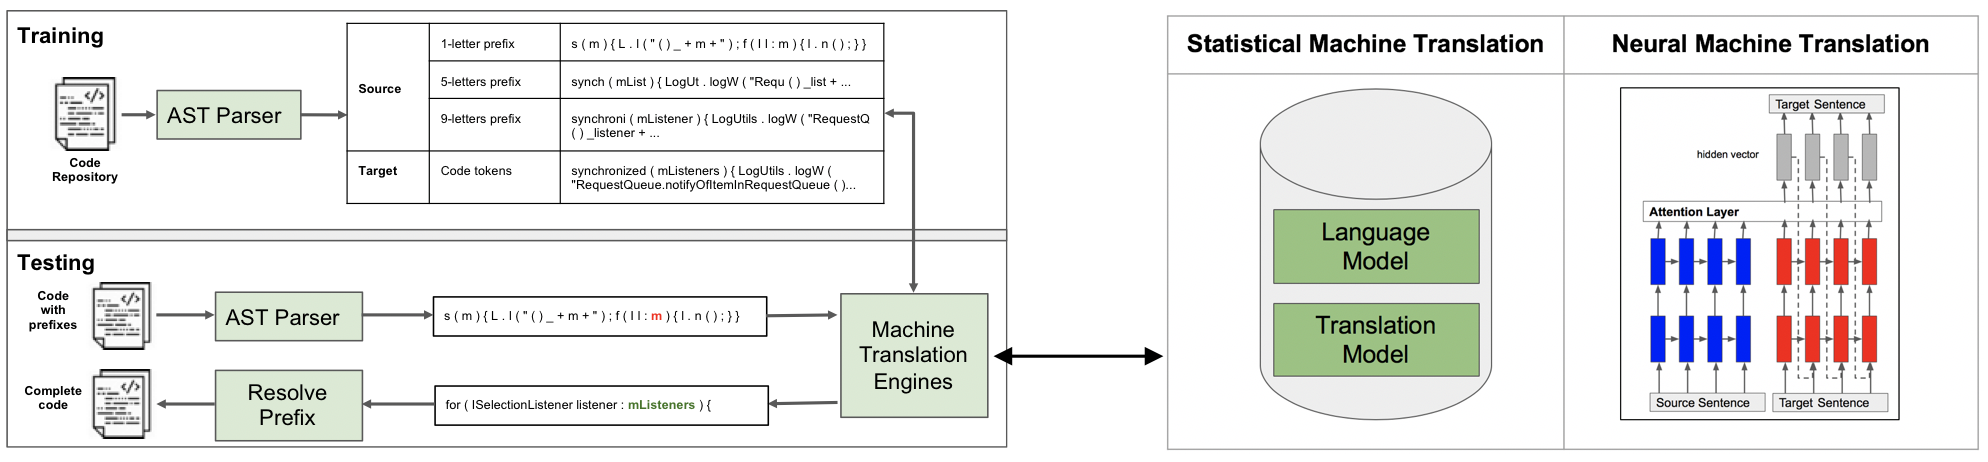 Training
Code
Repository
AST Parser
Source
1-letter prefix
s ( m ) { L . l ( " ( ) _ + m + " ) ; f ( I l : m ) { l . n ( ) ; } }
5-letters prefix
synch ( mList ) { LogUt . logW ( "Requ ( ) _list + ...
9-letters prefix
synchroni ( mListener ) { LogUtils . logW ( "RequestQ
( ) _listener + ...
Target
Code tokens
synchronized ( mListeners ) { LogUtils . logW (
"RequestQueue.notifyOfItemInRequestQueue ( )...
Testing
Code
with
prefixes
AST Parser
s ( m ) { L . l ( " ( ) _ + m + " ) ; f ( I l : m ) { l . n ( ) ; } }
Machine
Translation
Engines
Complete
code
Resolve
Prefix
for ( ISelectionListener listener : mListeners ) {
Statistical Machine Translation
Language
Model
Translation
Model
Neural Machine Translation
Target Sentence
hidden vector
Attention Layer
Source Sentence
Target Sentence